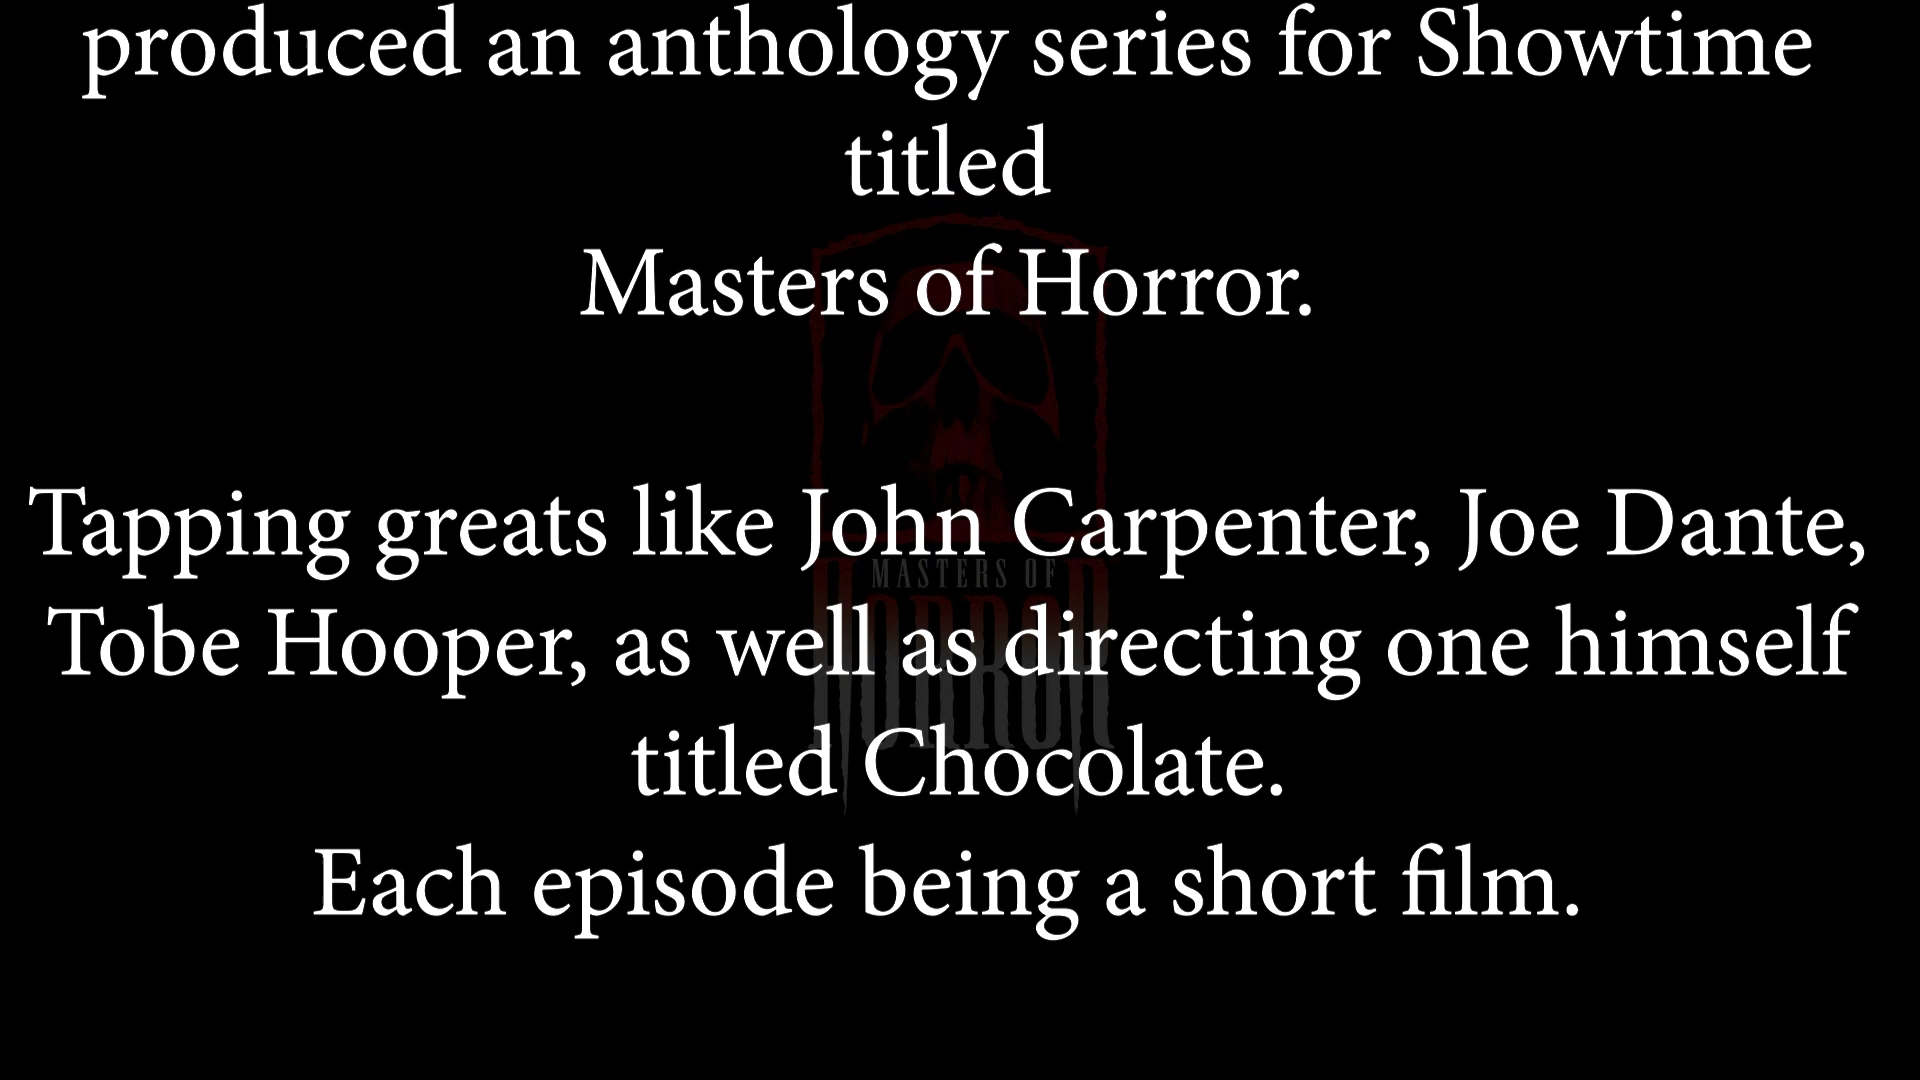 produced an anthology series for Showtime
titled
Masters of Horror.
Tapping greats like John Carpenter, Joe Dante,
MASTERS OF
HORROR
Tobe Hooper, as well as directing one himself
titled Chocolate.
Each episode being a short film.